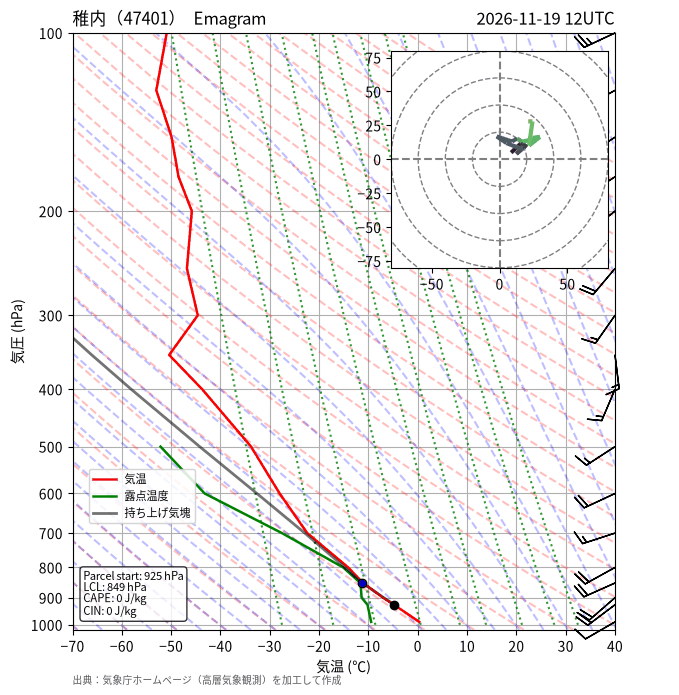 稚内（47401） Emagram
2026-11-19 12UTC
100
200
300
400
500
600
700
800
900
1000
気圧 (hPa)
75
50
25
0
−25
−50
−75
−50
0
50
気温
露点温度
持ち上げ気塊
Parcel start: 925 hPa
LCL: 849 hPa
CAPE: 0 J/kg
CIN: 0 J/kg
−70
−60
−50
−40
−30
−20
−10
0
10
20
30
40
気温 (℃)
出典：気象庁ホームページ（高層気象観測）を加工して作成